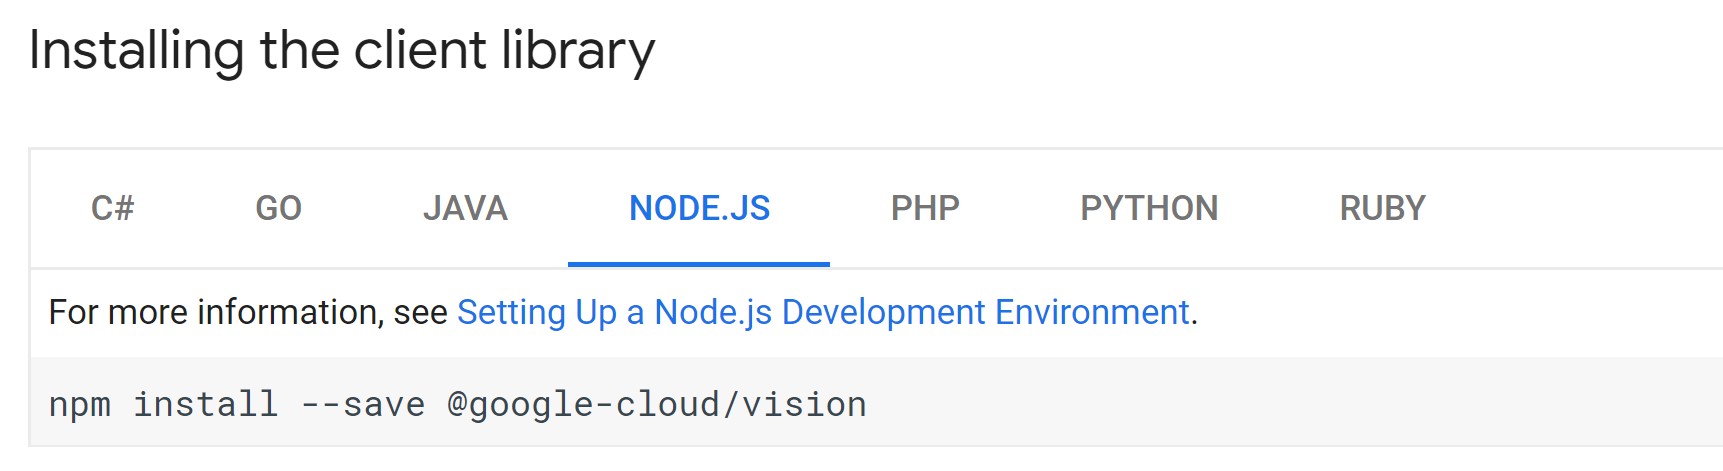 Installing the client library
C# GO JAVA NODE.JS PHP PYTHON RUBY
For more information, see Setting Up a Node.js Development Environment.
npm install --save @google-cloud/vision